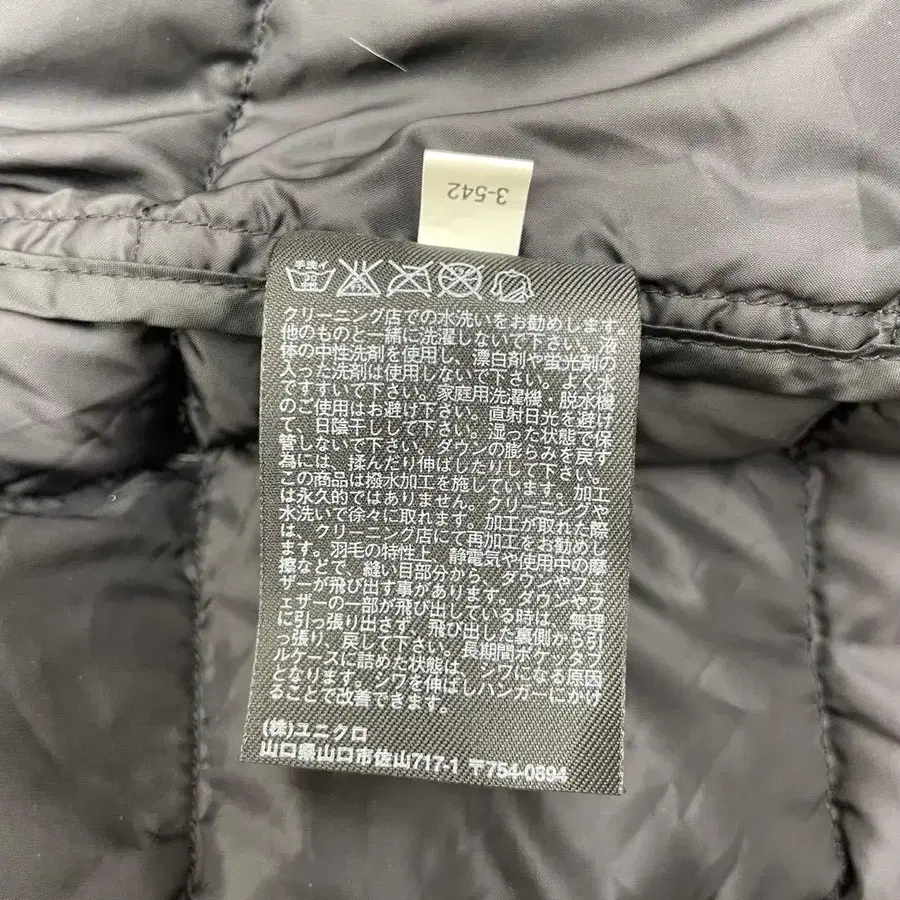 3-542
手洗イ
30
中性
エンソ
サラシ
クリーニング店での水洗いをお勧めします。
他のものと一緒に洗濯しないで下さい。液
体の中性洗剤を使用し、漂白剤や蛍光剤の
入った洗剤は使用しないで下さい。よく水
ですすいで下さい。家庭用洗濯機・脱水機
のご使用はお避け下さい。直射日光を避け
て、日陰干しして下さい。湿った状態で保
管しないで下さい。ダウンの膨らみを戻す
為には、揉んだり伸ばしたりして下さい。
この商品は撥水加工を施しています。加工
は永久的ではありません。クリーニングや
水洗いで徐々に取れます。加工が取れた際
は、クリーニング店にて再加工をお勧めし
ます。羽毛の特性上、静電気や使用中の摩
擦などで、縫い目部分から、ダウンやフェ
ザーが飛び出す事があります。ダウンやフ
ェザーの一部が飛び出している時は、無理
に引っ張り出さず、飛び出した裏側から引
っ張り、戻して下さい。長期間ポケッタブ
ルケースに詰めた状態は、シワになる原因
となります。シワを伸ばしハンガーにかけ
ることで改善できます。
(株)ユニクロ
山口県山口市佐山717-1 〒754-0894